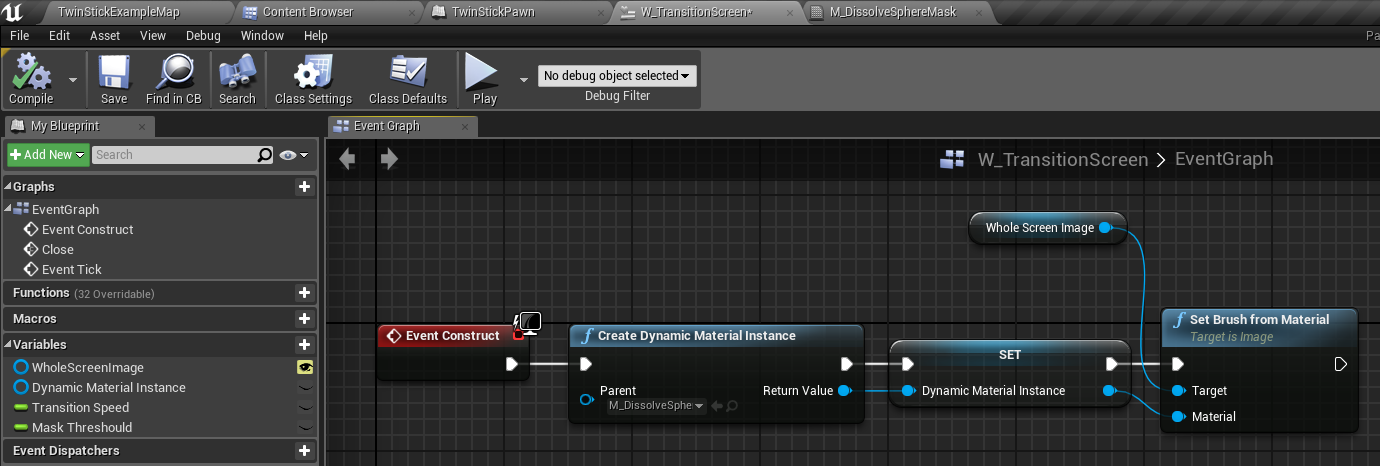 TwinStickExampleMap
Content Browser
TwinStickPawn
W_TransitionScreen*
M_DissolveSphereMask
File Edit Asset View Debug Window Help
Pa
Compile
Save
Find in CB
Search
Class Settings
Class Defaults
Play
No debug object selected
Debug Filter
My Blueprint
Event Graph
Add New
Search
W_TransitionScreen > EventGraph
Graphs
EventGraph
Event Construct
Close
Event Tick
Functions (32 Overridable)
Macros
Variables
WholeScreenImage
Dynamic Material Instance
Transition Speed
Mask Threshould
Event Dispatchers
Whole Screen Image
Event Construct
Create Dynamic Material Instance
Parent
M_DissolveSphe
Return Value
SET
Dynamic Material Instance
Set Brush from Material
Target is Image
Target
Material